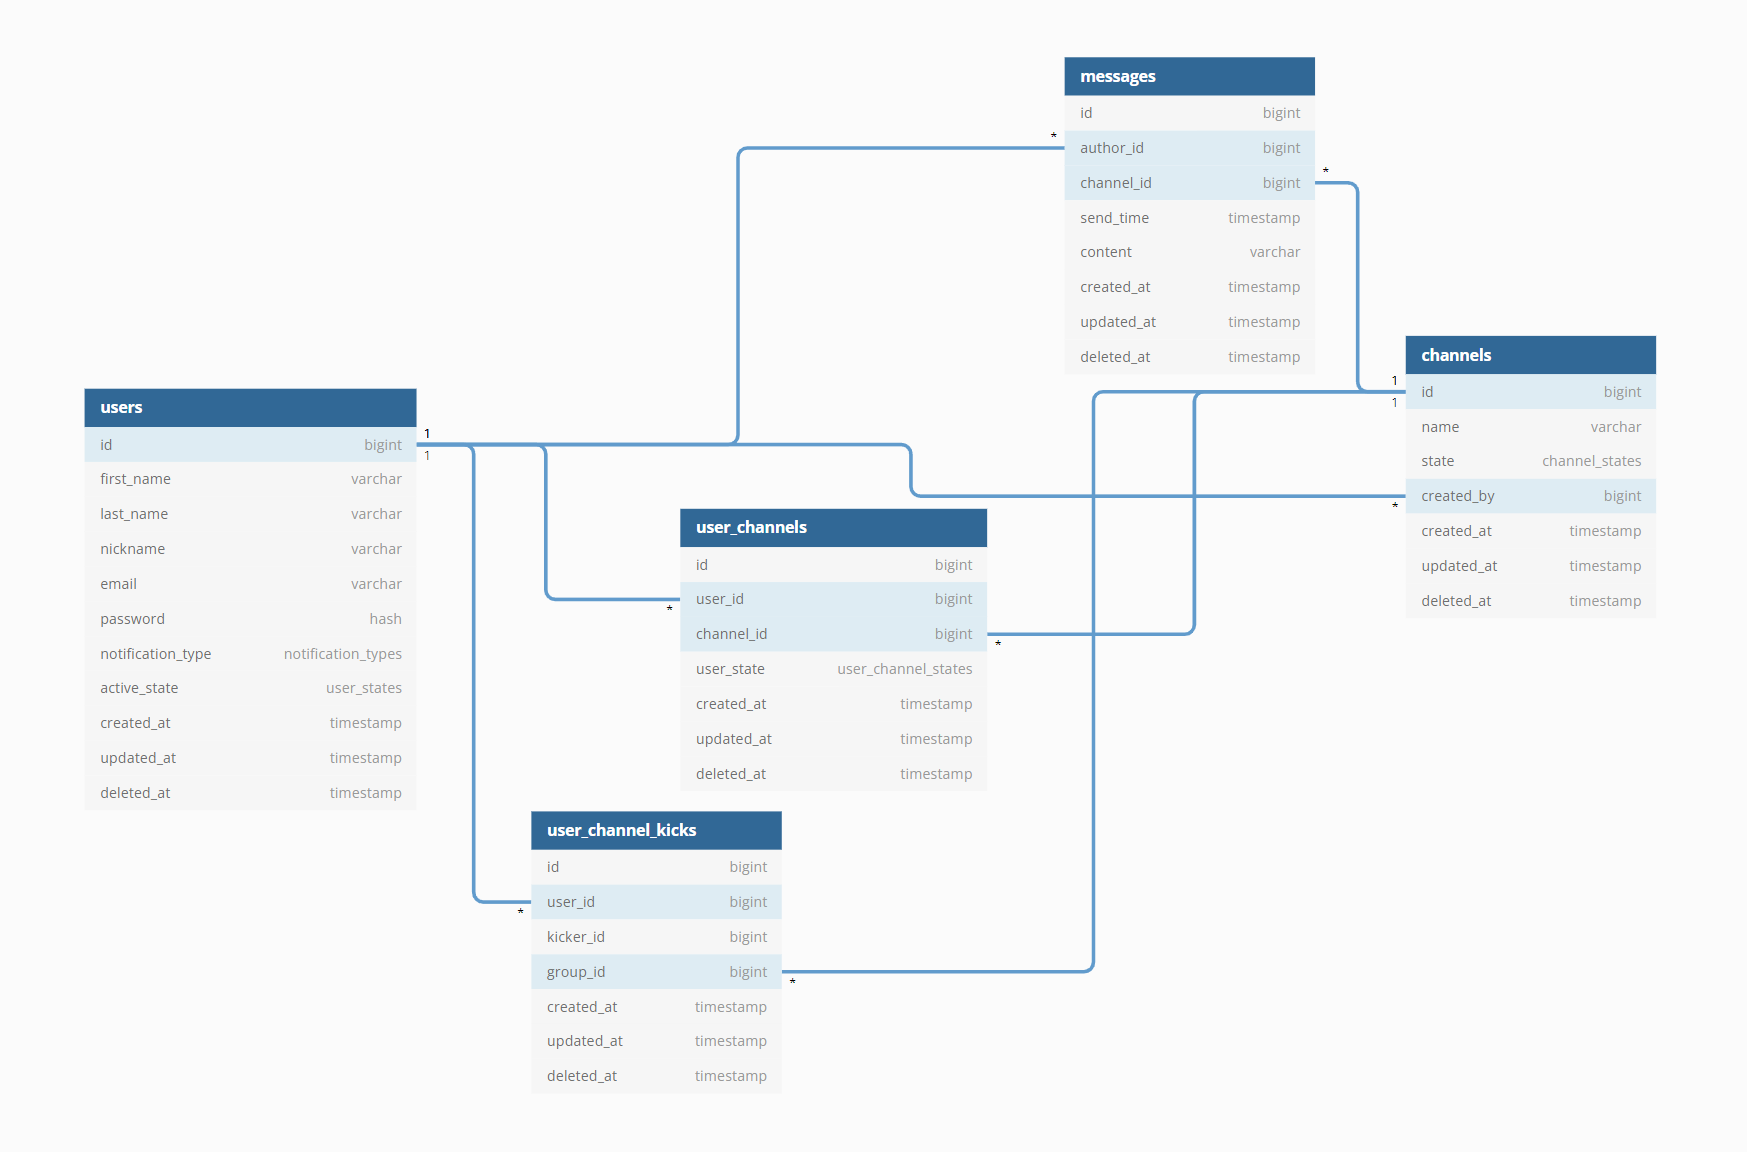 messages
id bigint
* author_id bigint
channel_id bigint *
send_time timestamp
content varchar
created_at timestamp
updated_at timestamp
deleted_at timestamp
channels
1 id bigint
1
name varchar
state channel_states
created_by bigint
*
created_at timestamp
updated_at timestamp
deleted_at timestamp
users
id bigint 1
1
first_name varchar
last_name varchar
nickname varchar
email varchar
password hash
notification_type notification_types
active_state user_states
created_at timestamp
updated_at timestamp
deleted_at timestamp
user_channels
id bigint
user_id bigint
*
channel_id bigint
*
user_state user_channel_states
created_at timestamp
updated_at timestamp
deleted_at timestamp
user_channel_kicks
id bigint
user_id bigint
*
kicker_id bigint
group_id bigint
*
created_at timestamp
updated_at timestamp
deleted_at timestamp